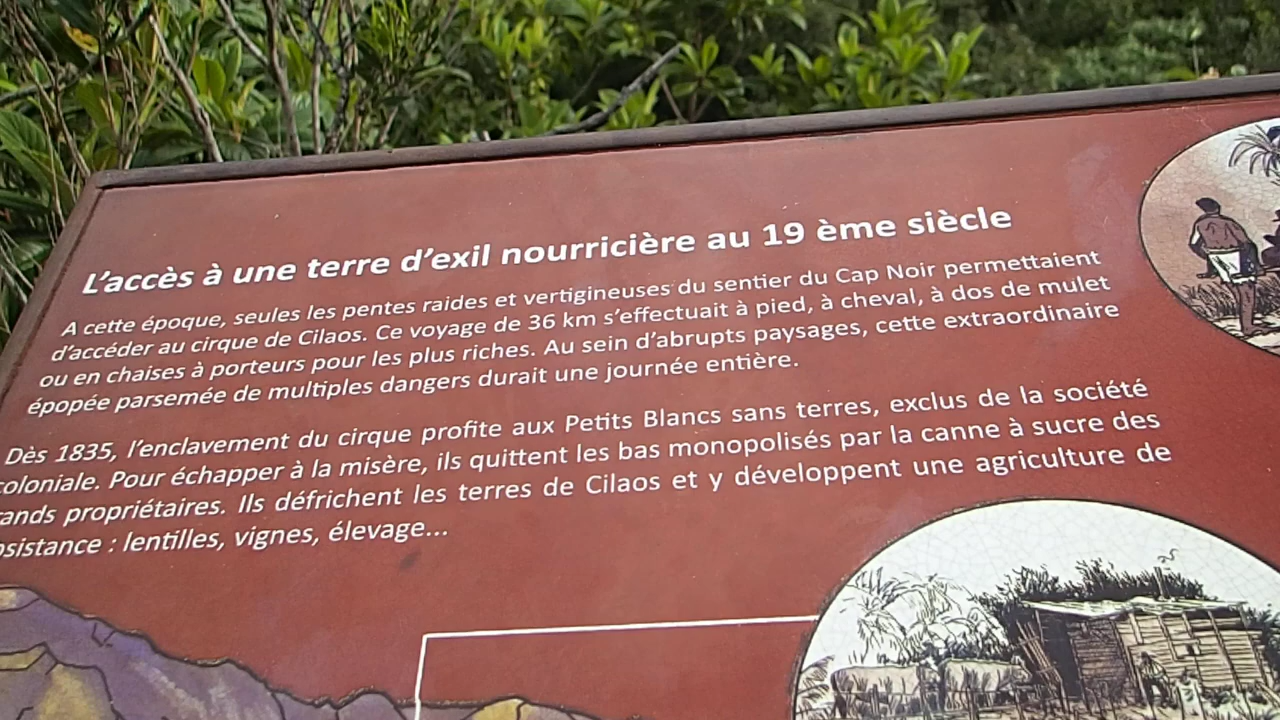 L'accès à une terre d'exil nourricière au 19 ème siècle
A cette époque, seules les pentes raides et vertigineuses du sentier du Cap Noir permettaient
d'accéder au cirque de Cilaos. Ce voyage de 36 km s'effectuait à pied, à cheval, à dos de mulet
ou en chaises à porteurs pour les plus riches. Au sein d'abrupts paysages, cette extraordinaire
épopée parsemée de multiples dangers durait une journée entière.
Dès 1835, l'enclavement du cirque profite aux Petits Blancs sans terres, exclus de la société
coloniale. Pour échapper à la misère, ils quittent les bas monopolisés par la canne à sucre des
ands propriétaires. Ils défrichent les terres de Cilaos et y développent une agriculture de
sistance : lentilles, vignes, élevage...